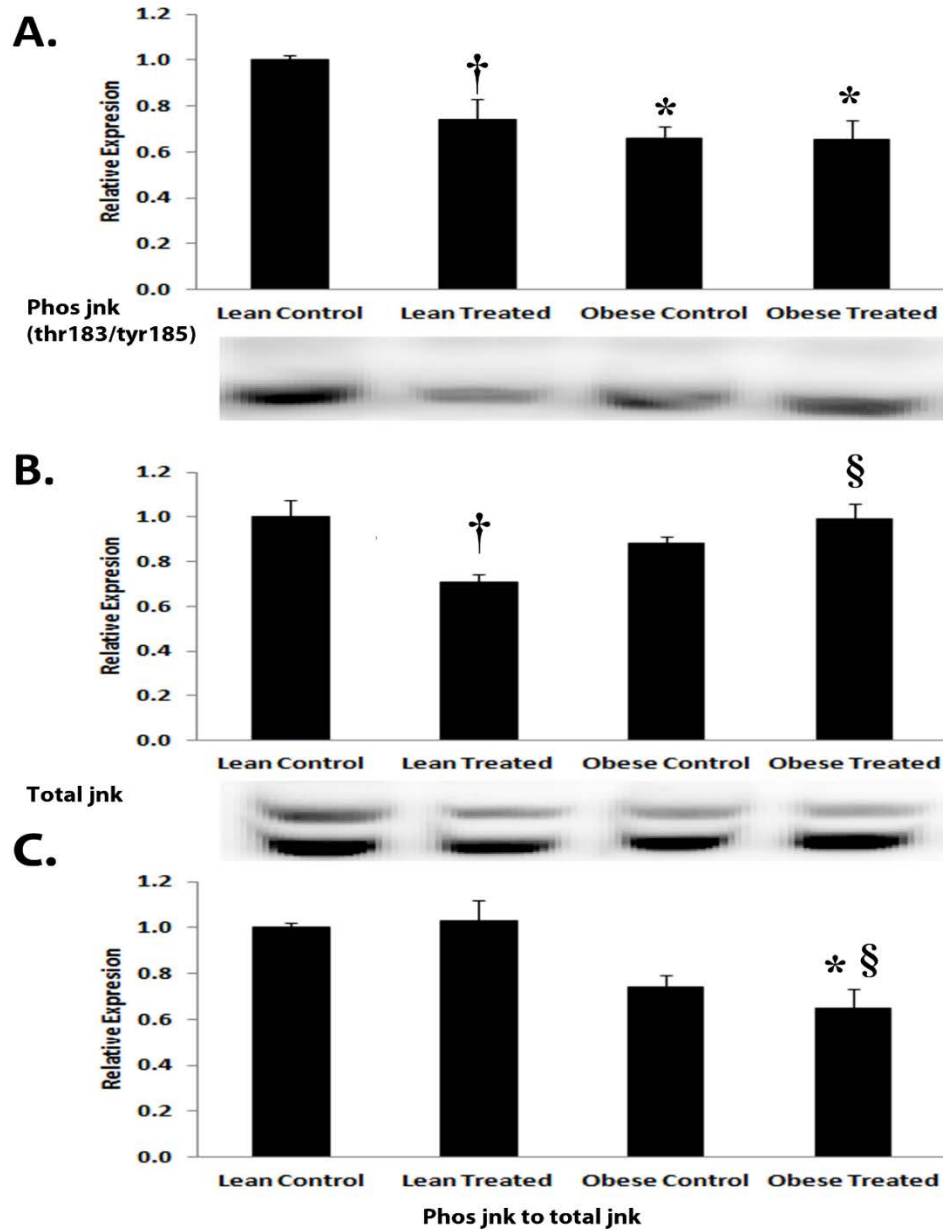 A.
1.2
1.0
0.8
0.6
0.4
0.2
0.0
Relative Expression
†
*
*
Lean Control Lean Treated Obese Control Obese Treated
Phos jnk
(thr183/tyr185)
B.
1.2
1.0
0.8
0.6
0.4
0.2
0.0
Relative Expression
†
§
Lean Control Lean Treated Obese Control Obese Treated
Total jnk
C.
1.2
1.0
0.8
0.6
0.4
0.2
0.0
Relative Expression
* §
Lean Control Lean Treated Obese Control Obese Treated
Phos jnk to total jnk